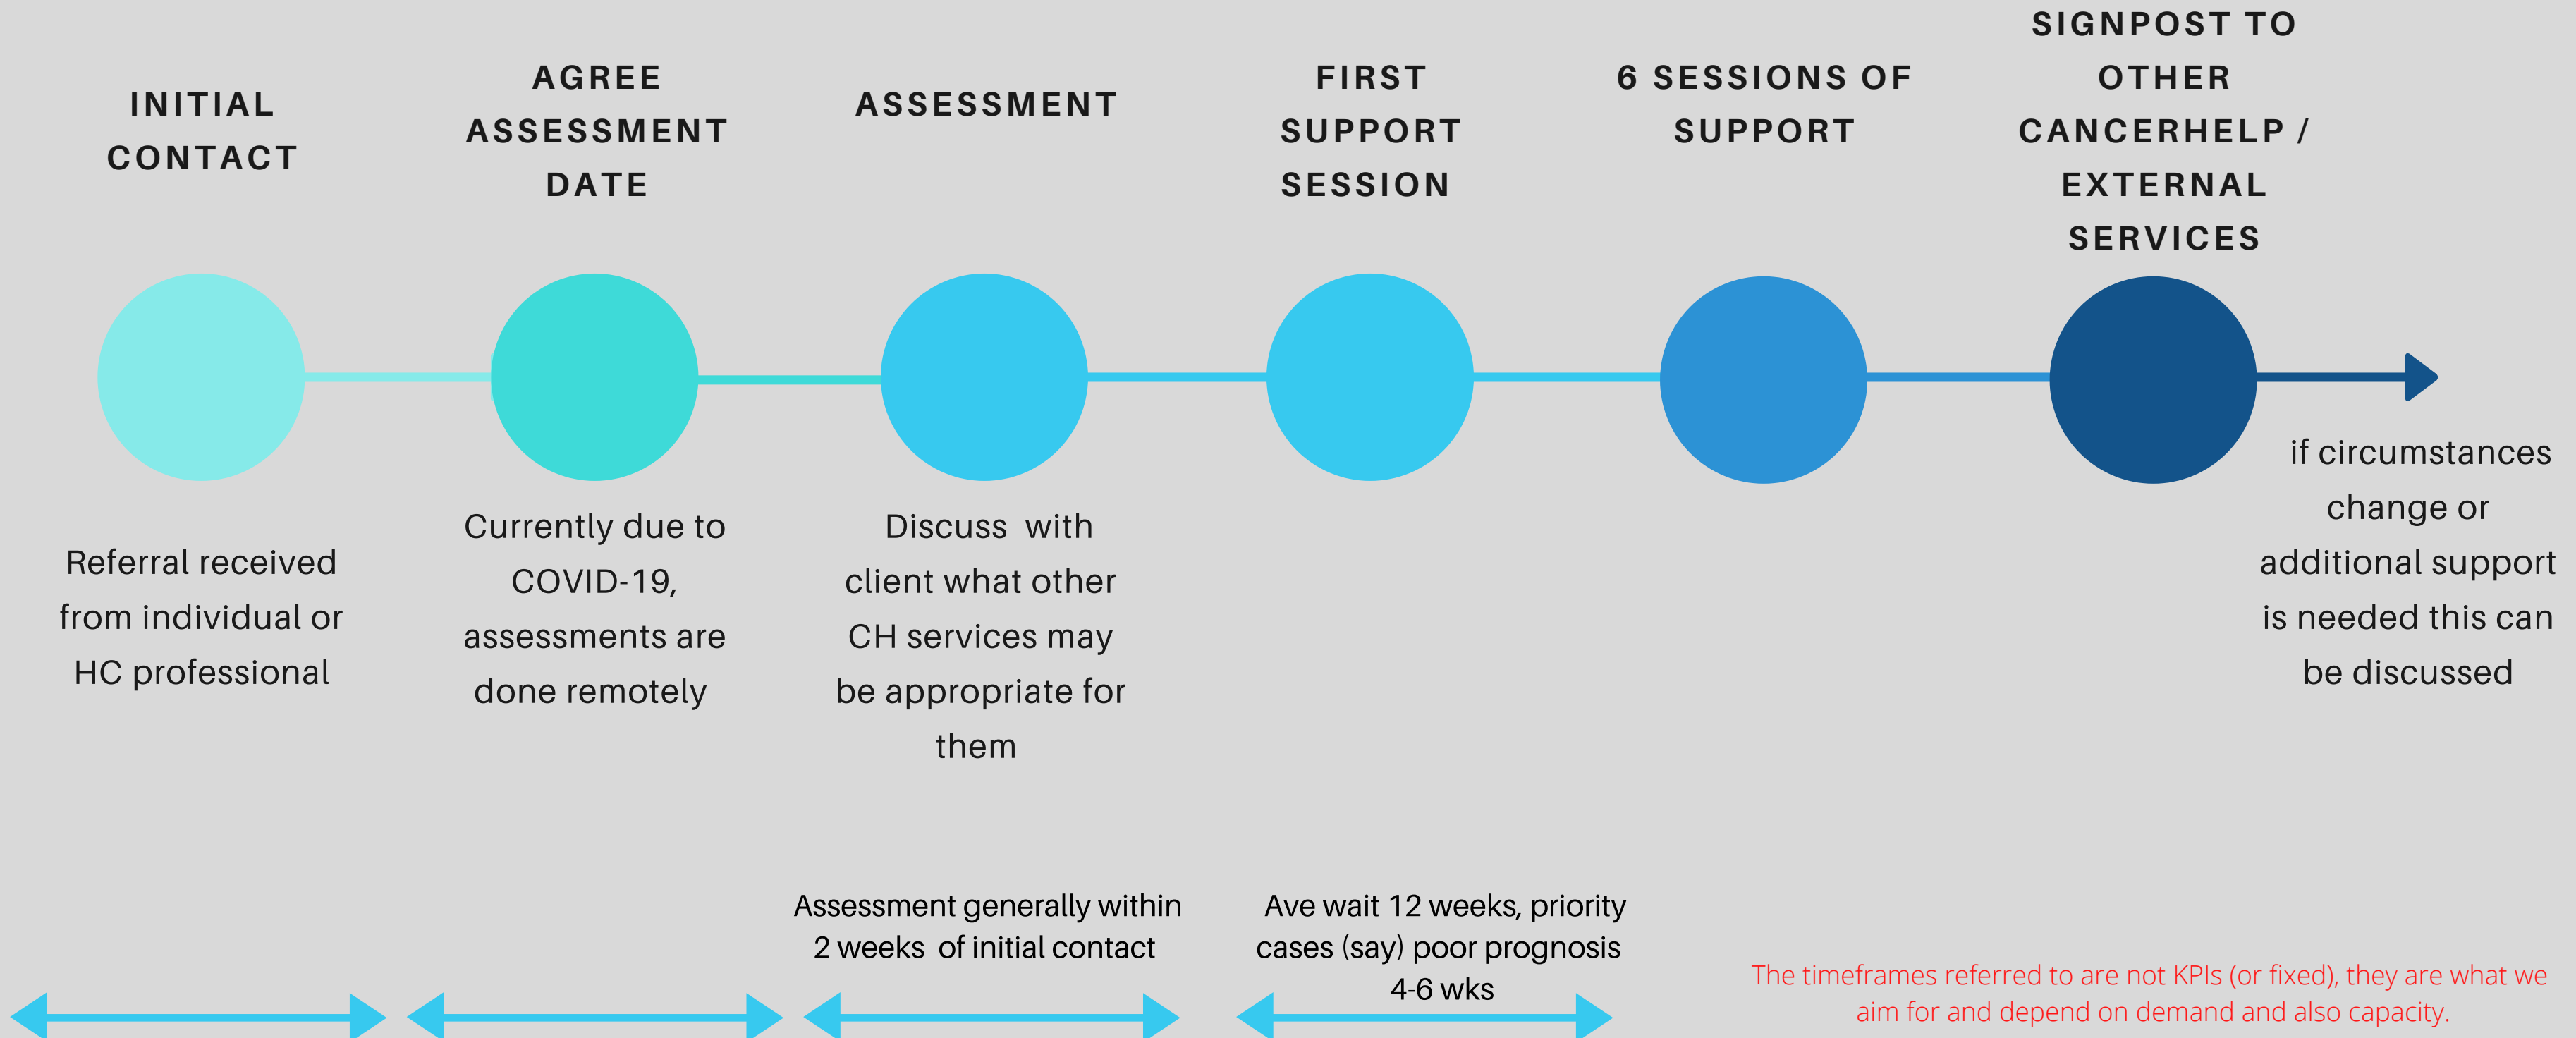 INITIAL
CONTACT
AGREE
ASSESSMENT
DATE
ASSESSMENT
FIRST
SUPPORT
SESSION
6 SESSIONS OF
SUPPORT
SIGNPOST TO
OTHER
CANCERHELP /
EXTERNAL
SERVICES
Referral received
from individual or
HC professional
Currently due to
COVID-19,
assessments are
done remotely
Discuss  with
client what other
CH services may
be appropriate for
them
if circumstances
change or
additional support
is needed this can
be discussed
Assessment generally within
2 weeks  of initial contact
Ave wait 12 weeks, priority
cases (say) poor prognosis
4-6 wks
The timeframes referred to are not KPIs (or fixed), they are what we
aim for and depend on demand and also capacity.